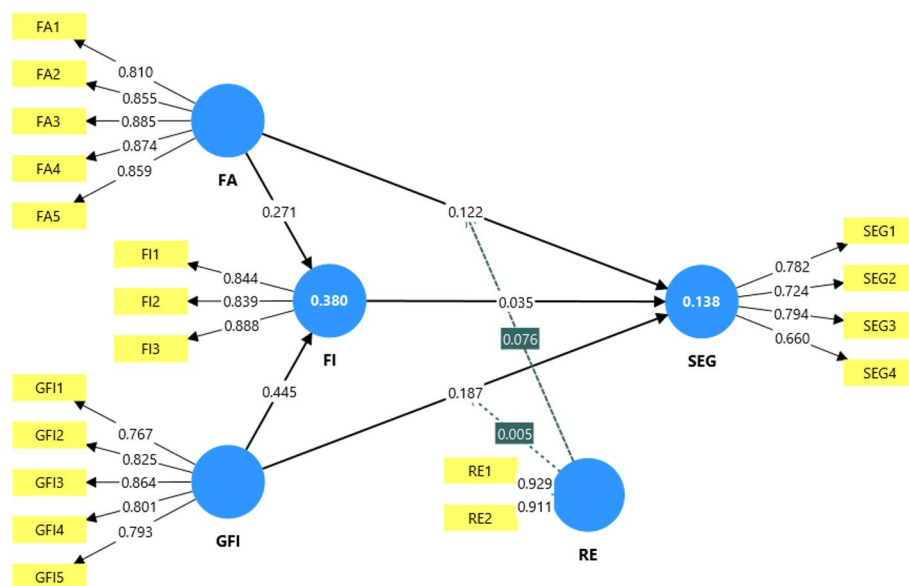 FA1
0.810
FA2
0.855
FA3
0.885
FA4
0.874
FA5
0.859
FA
0.271
0.122
FI1
0.844
FI2
0.839
FI3
0.888
0.380
FI
0.035
0.076
0.138
SEG
SEG1
0.782
SEG2
0.724
SEG3
0.794
SEG4
0.660
0.445
0.187
0.005
GFI1
0.767
GFI2
0.825
GFI3
0.864
GFI4
0.801
GFI5
0.793
GFI
RE1
0.929
RE2
0.911
RE